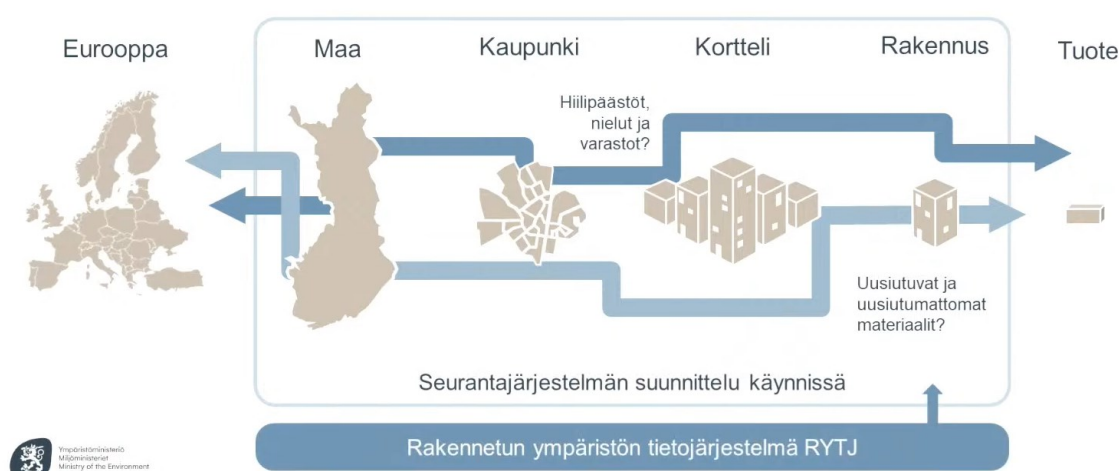 Eurooppa
Maa
Kaupunki
Kortteli
Rakennus
Tuote
Hiilipäästöt,
nielut ja
varastot?
Uusiutuvat ja
uusiutumattomat
materiaalit?
Seurantajärjestelmän suunnittelu käynnissä
Rakennetun ympäristön tietojärjestelmä RYTJ
Ympäristöministeriö
Miljöministeriet
Ministry of the Environment